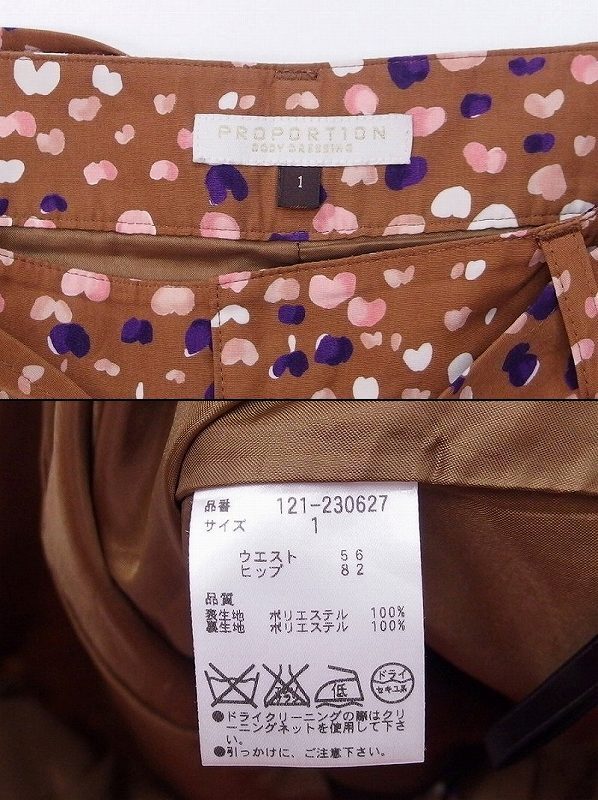 PROPORTION
BODY DRESSING
1
品番 121-230627
サイズ 1
ウエスト 56
ヒップ 82
品質
表生地 ポリエステル 100%
裏生地 ポリエステル 100%
低
ドライ
セキユ系
●ドライクリーニングの際はクリ
ーニングネットを使用して下さ
い。
●引っかけに、ご注意下さい。